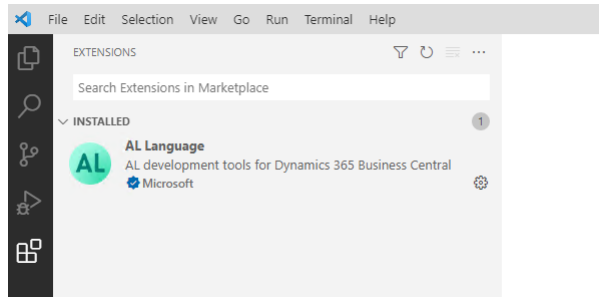 File Edit Selection View Go Run Terminal Help
EXTENSIONS
Search Extensions in Marketplace
INSTALLED 1
AL
AL Language
AL development tools for Dynamics 365 Business Central
Microsoft